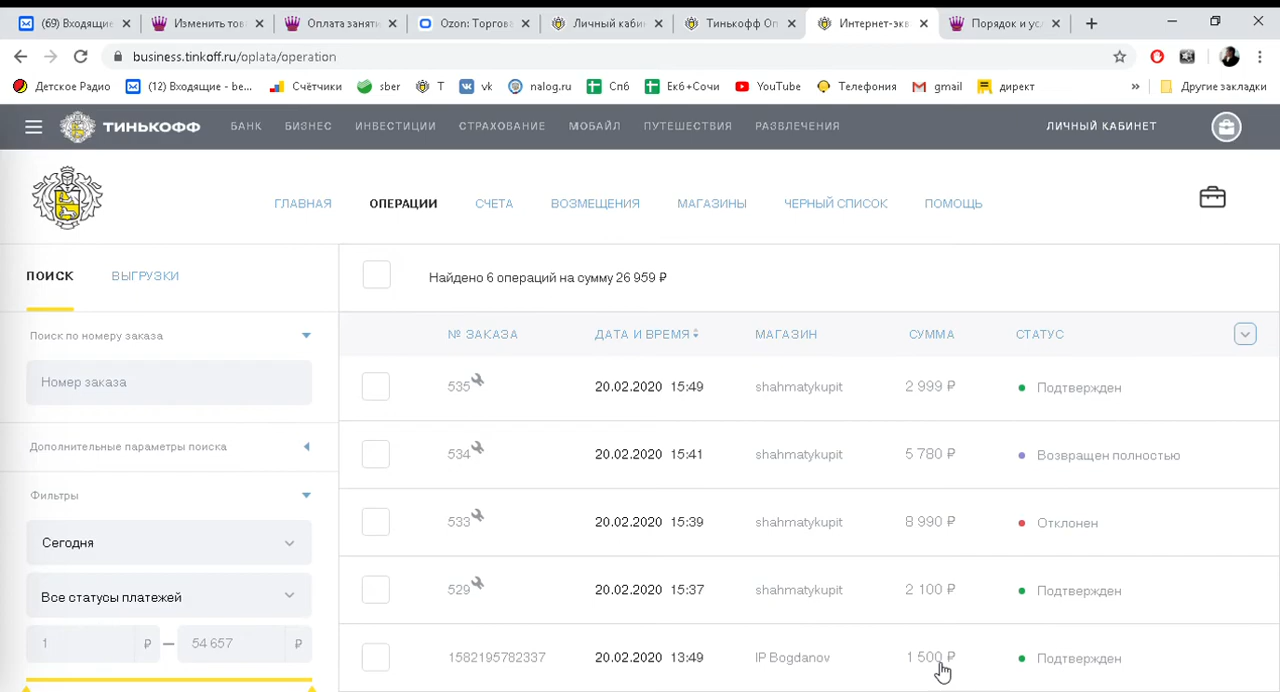 (69) Входящие
Изменить тов
Оплата заняти
Ozon: Торгова
Личный каби
Тинькофф Оп
Интернет-экв
Порядок и ус
business.tinkoff.ru/oplata/operation
Детское Радио
(12) Входящие - be...
Счётчики
sber
T
vk
nalog.ru
Спб
Екб+Сочи
YouTube
Телефония
gmail
директ
»
Другие закладки
ТИНЬКОФФ
БАНК БИЗНЕС ИНВЕСТИЦИИ СТРАХОВАНИЕ МОБАЙЛ ПУТЕШЕСТВИЯ РАЗВЛЕЧЕНИЯ
ЛИЧНЫЙ КАБИНЕТ
ГЛАВНАЯ ОПЕРАЦИИ СЧЕТА ВОЗМЕЩЕНИЯ МАГАЗИНЫ ЧЕРНЫЙ СПИСОК ПОМОЩЬ
ПОИСК ВЫГРУЗКИ
Поиск по номеру заказа
Номер заказа
Дополнительные параметры поиска
Фильтры
Сегодня
Все статусы платежей
1 ₽ — 54 657 ₽
Найдено 6 операций на сумму 26 959 ₽
№ ЗАКАЗА ДАТА И ВРЕМЯ МАГАЗИН СУММА СТАТУС
535 20.02.2020 15:49 shahmatykupit 2 999 ₽ Подтвержден
534 20.02.2020 15:41 shahmatykupit 5 780 ₽ Возвращен полностью
533 20.02.2020 15:39 shahmatykupit 8 990 ₽ Отклонен
529 20.02.2020 15:37 shahmatykupit 2 100 ₽ Подтвержден
1582195782337 20.02.2020 13:49 IP Bogdanov 1 500 ₽ Подтвержден